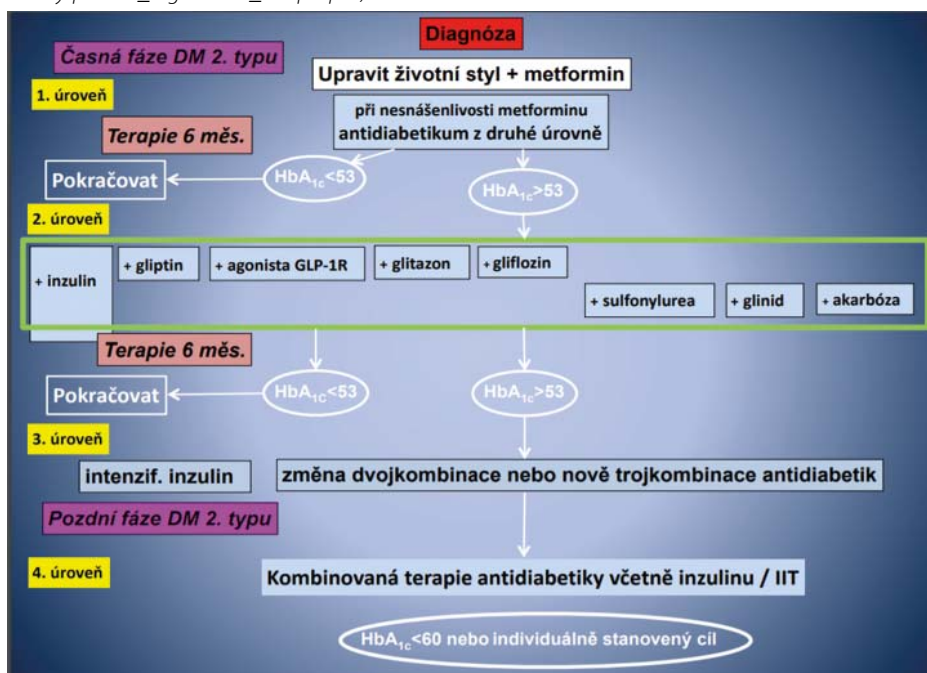 Diagnóza
Časná fáze DM 2. typu
Upravit životní styl + metformin
1. úroveň
při nesnášenlivosti metforminu
antidiabetikum z druhé úrovně
Terapie 6 měs.
Pokračovat
HbA1c<53
HbA1c>53
2. úroveň
+ inzulin
+ gliptin
+ agonista GLP-1R
+ glitazon
+ gliflozin
+ sulfonylurea
+ glinid
+ akarbóza
Terapie 6 měs.
Pokračovat
HbA1c<53
HbA1c>53
3. úroveň
intenzif. inzulin
změna dvojkombinace nebo nově trojkombinace antidiabetik
Pozdní fáze DM 2. typu
4. úroveň
Kombinovaná terapie antidiabetiky včetně inzulinu / IIT
HbA1c<60 nebo individuálně stanovený cíl